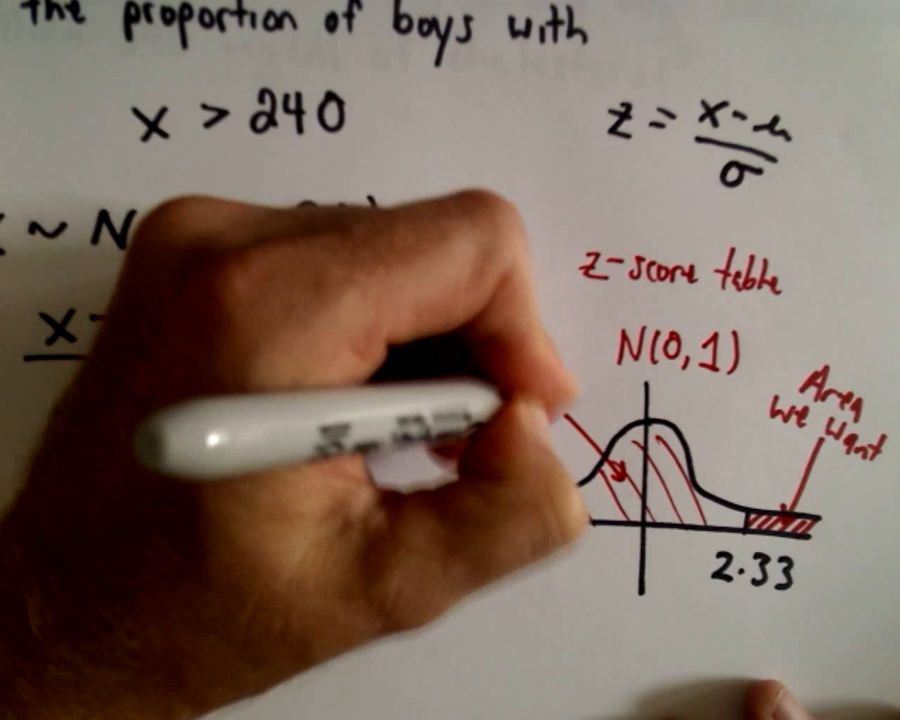 the proportion of boys with
x > 240
z = x - μ / σ
~ N
x -
z-score table
N(0,1)
Area
we want
2.33